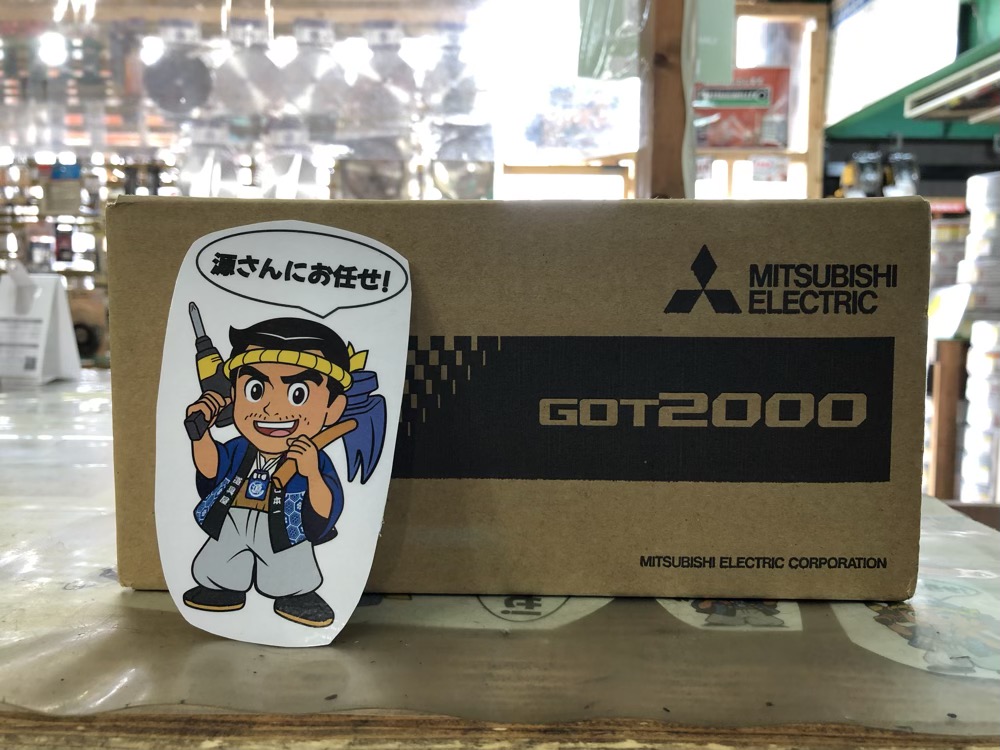 源さんにお任せ!
MITSUBISHI
ELECTRIC
GOT2000
MITSUBISHI ELECTRIC CORPORATION